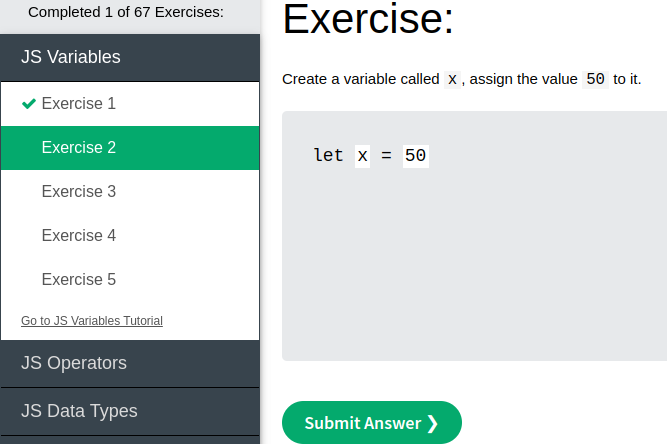 Completed 1 of 67 Exercises:
JS Variables
Exercise 1
Exercise 2
Exercise 3
Exercise 4
Exercise 5
Go to JS Variables Tutorial
JS Operators
JS Data Types
Exercise:
Create a variable called x, assign the value 50 to it.
let x = 50
Submit Answer ❯